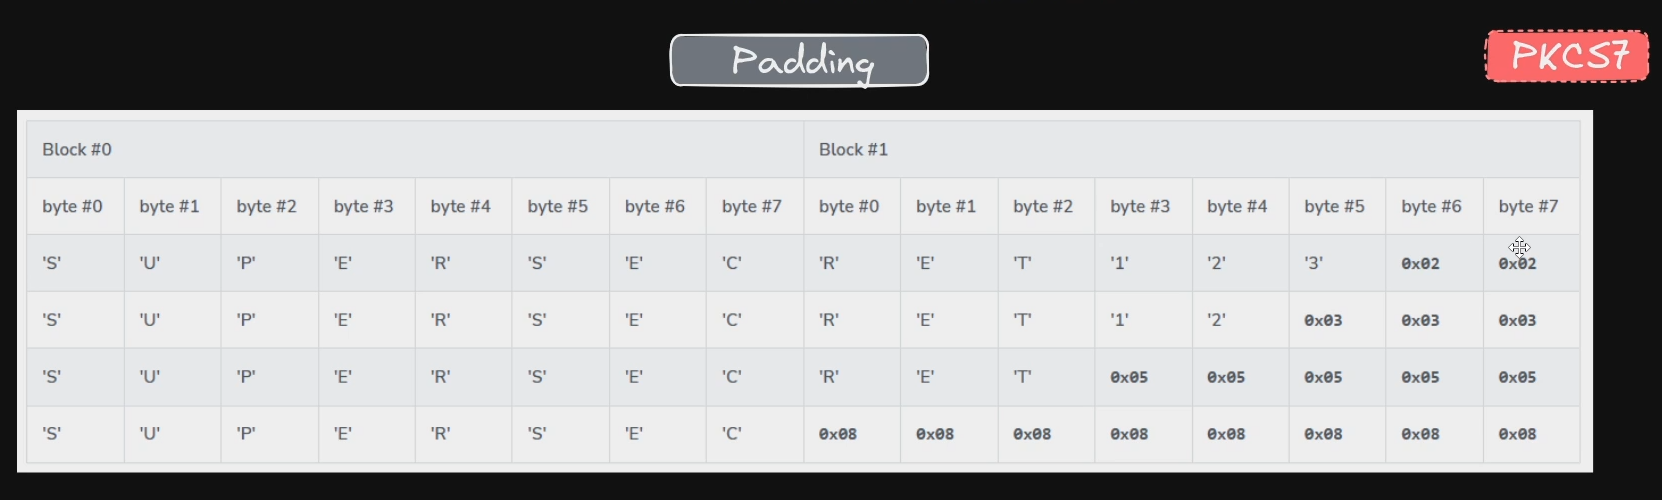 Padding
PKCS7
Block #0 Block #1
byte #0 byte #1 byte #2 byte #3 byte #4 byte #5 byte #6 byte #7 byte #0 byte #1 byte #2 byte #3 byte #4 byte #5 byte #6 byte #7
'S' 'U' 'P' 'E' 'R' 'S' 'E' 'C' 'R' 'E' 'T' '1' '2' '3' 0x02 0x02
'S' 'U' 'P' 'E' 'R' 'S' 'E' 'C' 'R' 'E' 'T' '1' '2' 0x03 0x03 0x03
'S' 'U' 'P' 'E' 'R' 'S' 'E' 'C' 'R' 'E' 'T' 0x05 0x05 0x05 0x05 0x05
'S' 'U' 'P' 'E' 'R' 'S' 'E' 'C' 0x08 0x08 0x08 0x08 0x08 0x08 0x08 0x08